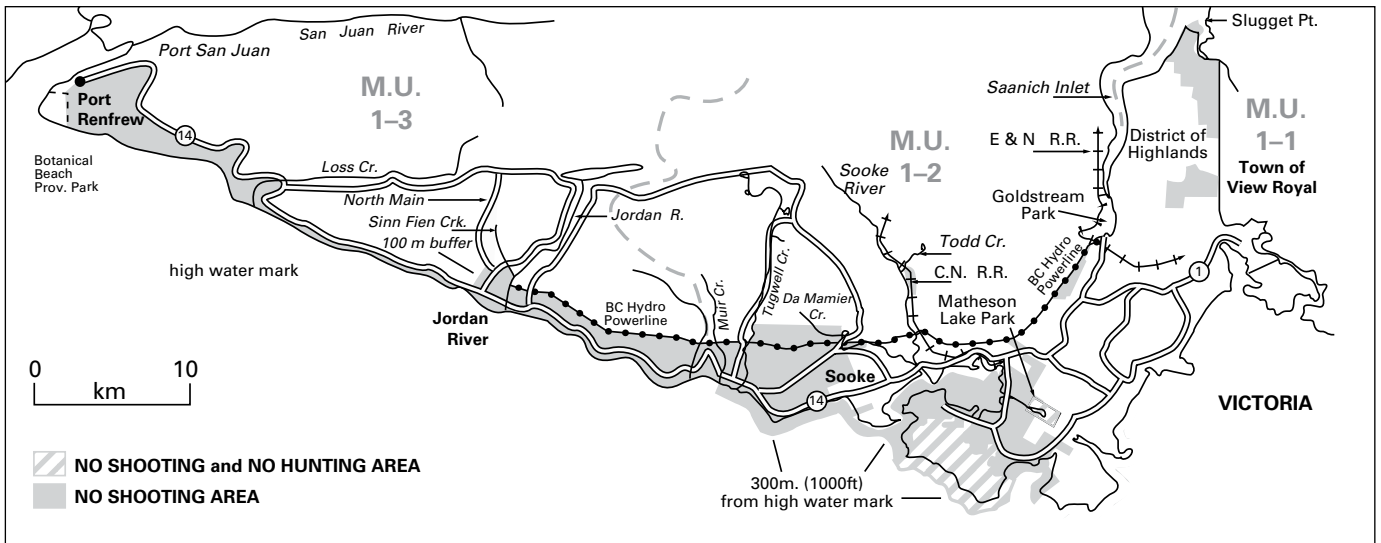 Slugget Pt.
San Juan River
Port San Juan
M.U.
1–3
Saanich Inlet
Port
Renfrew
14
M.U.
1–2
E & N R.R.
District of
Highlands
M.U.
1–1
Town of
View Royal
Botanical
Beach
Prov. Park
Loss Cr.
Sooke
River
North Main
Goldstream
Park
Jordan R.
Sinn Fien Crk.
100 m buffer
Todd Cr.
high water mark
C.N. R.R.
BC Hydro
Powerline
1
Tugwell Cr.
Muir Cr.
Da Mamier
Cr.
BC Hydro
Powerline
Matheson
Lake Park
Jordan
River
0 10
km
Sooke
14
VICTORIA
NO SHOOTING and NO HUNTING AREA
NO SHOOTING AREA
300m. (1000ft)
from high water mark